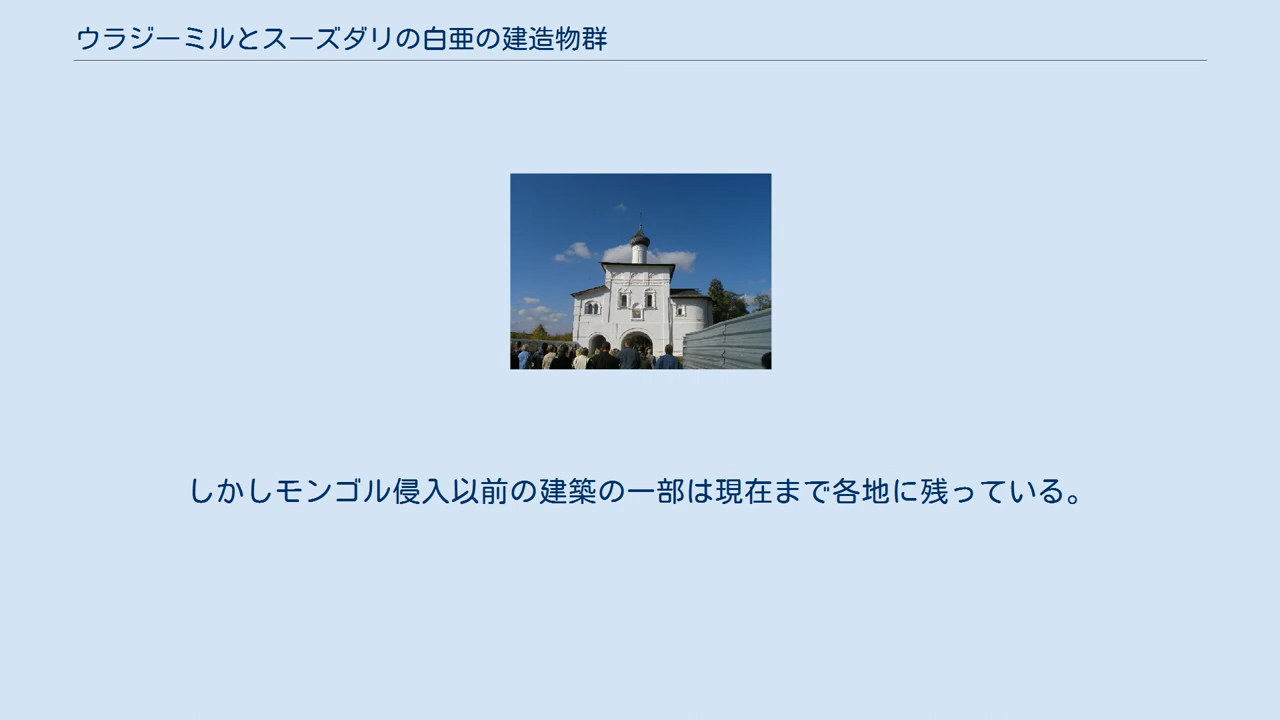 ウラジーミルとスーズダリの白亜の建造物群
しかしモンゴル侵入以前の建築の一部は現在まで各地に残っている。